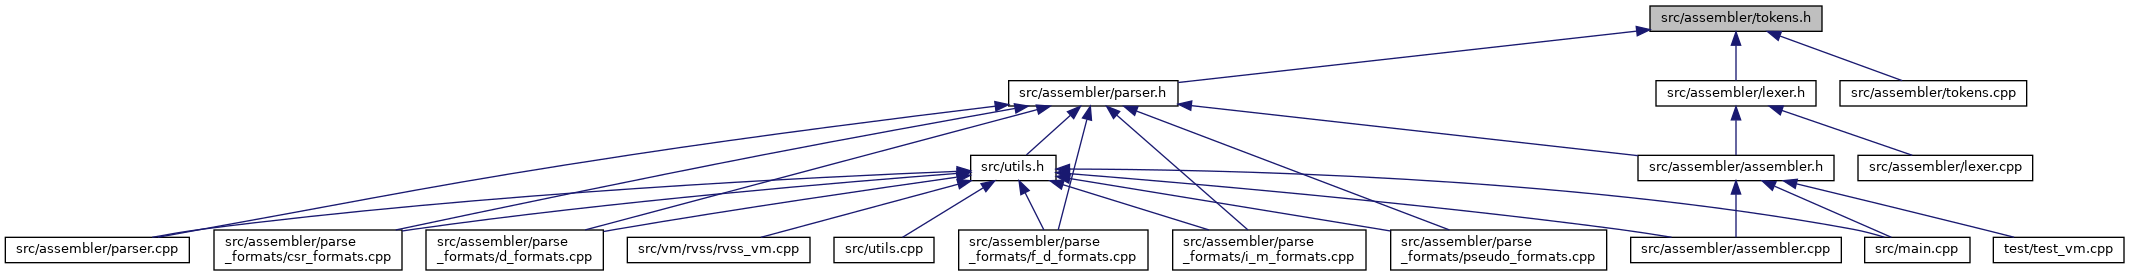 src/assembler/tokens.h
src/assembler/parser.h
src/assembler/lexer.h
src/assembler/tokens.cpp
src/utils.h
src/assembler/assembler.h
src/assembler/lexer.cpp
src/assembler/parser.cpp
src/assembler/parse
_formats/csr_formats.cpp
src/assembler/parse
_formats/d_formats.cpp
src/vm/rvss/rvss_vm.cpp
src/utils.cpp
src/assembler/parse
_formats/f_d_formats.cpp
src/assembler/parse
_formats/i_m_formats.cpp
src/assembler/parse
_formats/pseudo_formats.cpp
src/assembler/assembler.cpp
src/main.cpp
test/test_vm.cpp